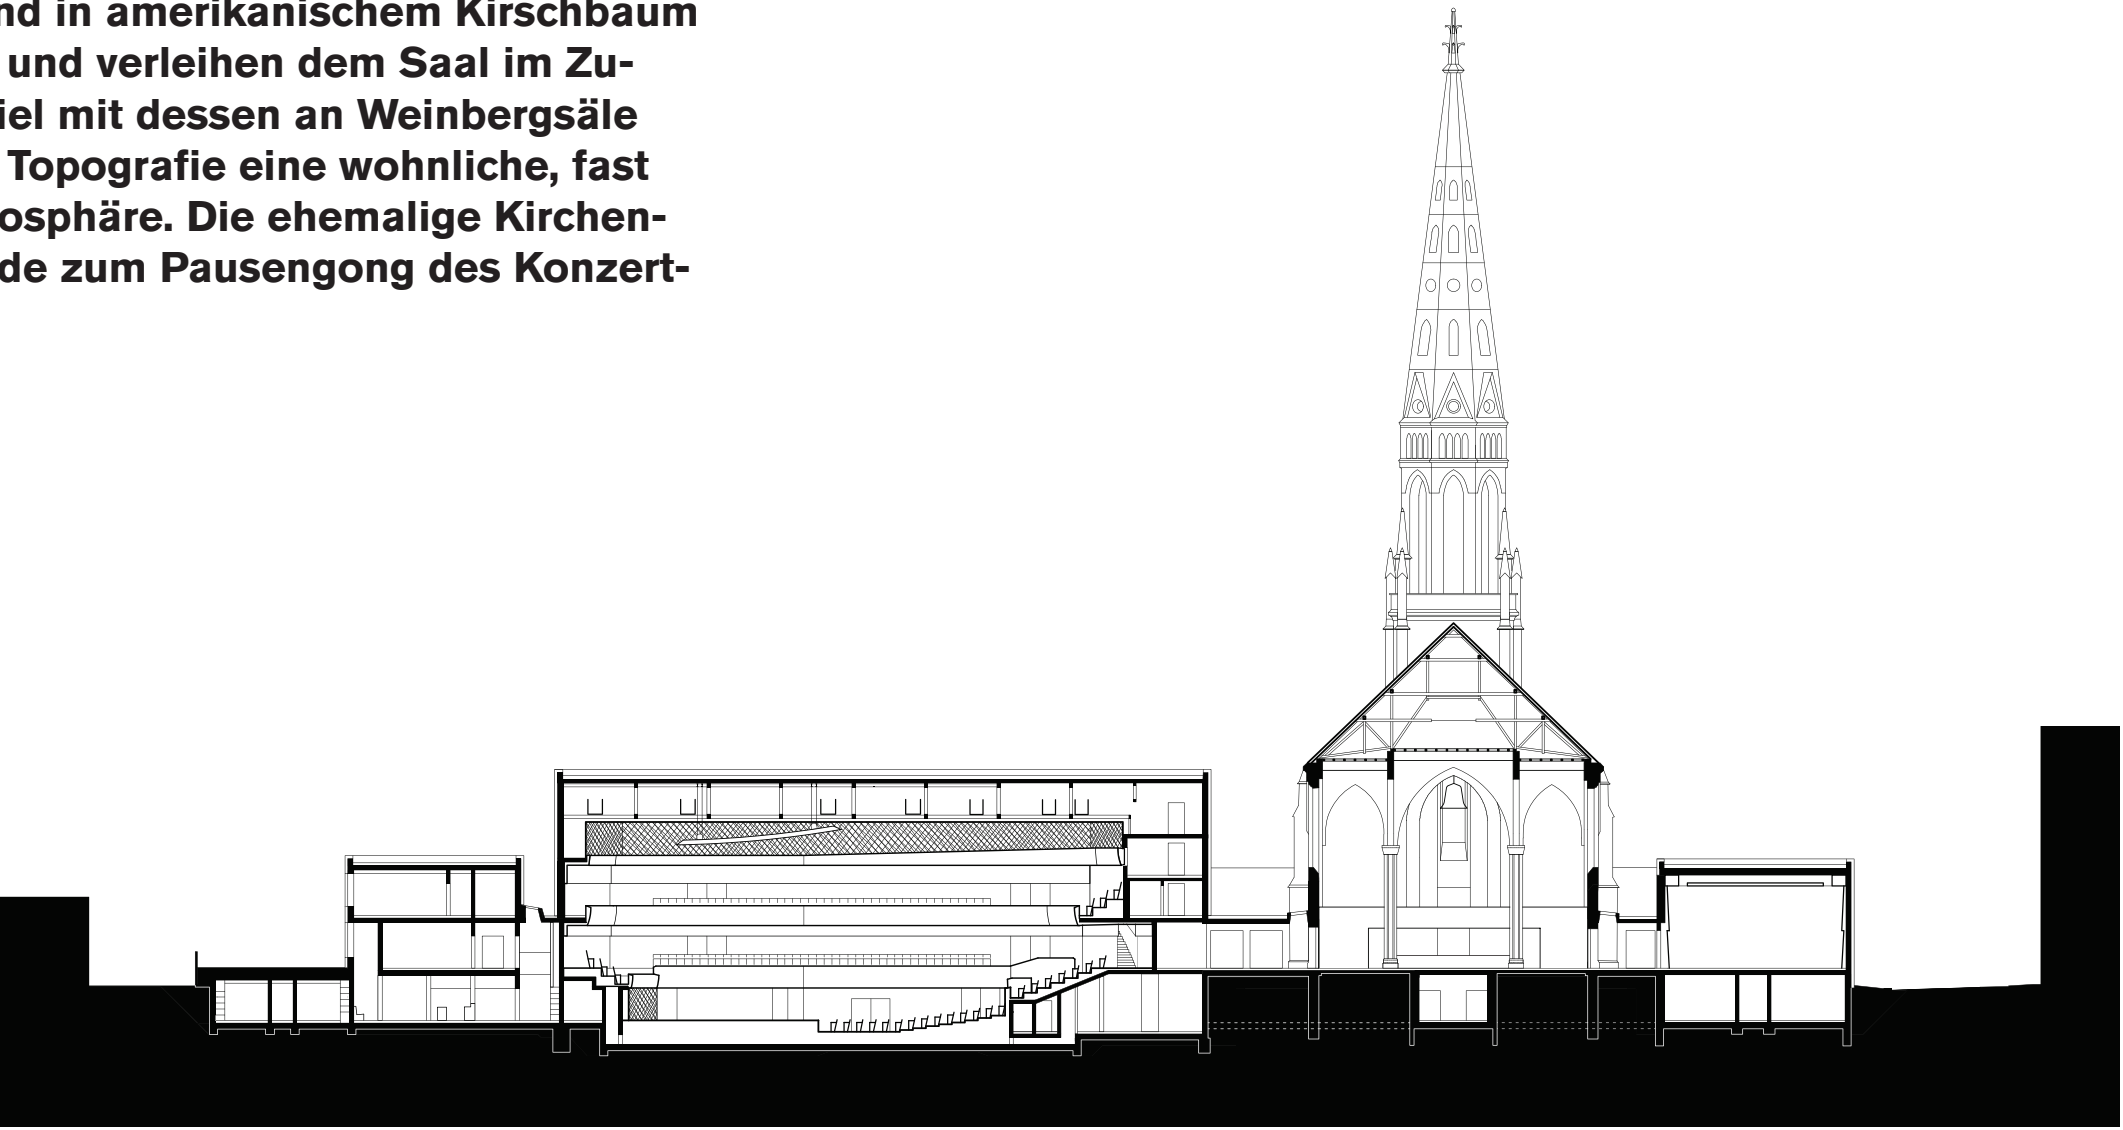 nd in amerikanischem Kirschbaum
und verleihen dem Saal im Zu-
iel mit dessen an Weinbergsäle
Topografie eine wohnliche, fast
osphäre. Die ehemalige Kirchen-
de zum Pausengong des Konzert-